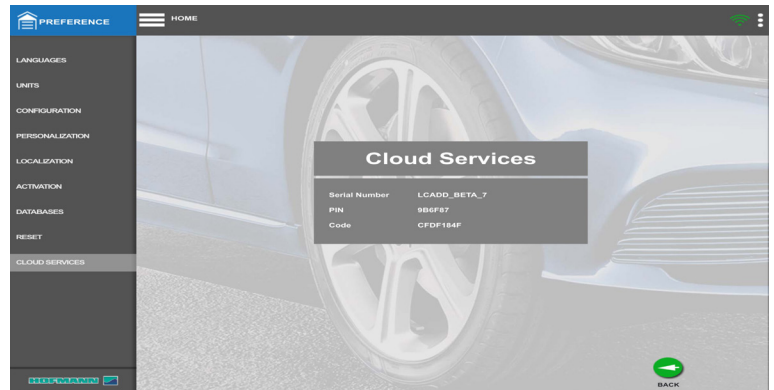 PREFERENCE
HOME
LANGUAGES
UNITS
CONFIGURATION
PERSONALIZATION
LOCALIZATION
ACTIVATION
DATABASES
RESET
CLOUD SERVICES
HOFMANN
Cloud Services
Serial Number LCADD_BETA_7
PIN 9B6F87
Code CFDF184F
BACK